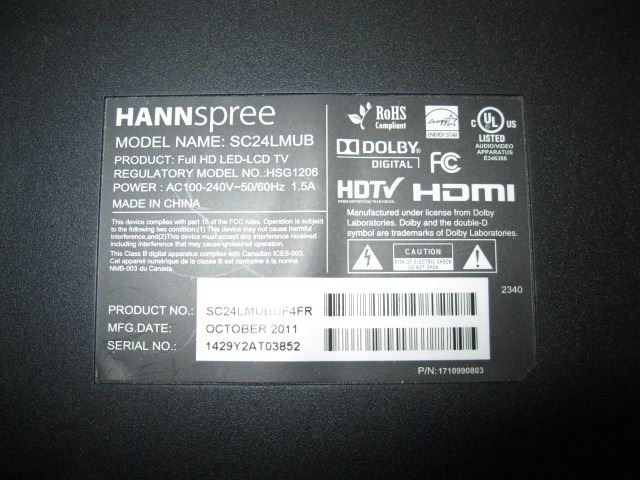 HANNspree
MODEL NAME: SC24LMUB
PRODUCT: Full HD LED-LCD TV
REGULATORY MODEL NO.:HSG1206
POWER : AC100-240V~50/60Hz 1.5A
MADE IN CHINA
This device complies with part 15 of the FCC rules. Operation is subject
to the following two condition:(1) This device may not cause harmful
interference,and(2)This device must accept any interference received
including interference that may cause undesired operation.
This Class B digital apparatus complies with Canadian ICES-003.
Cet appareil numérique de la classe B est conforme à la norme
NMB-003 du Canada.
RoHS
Compliant
ENERGY STAR
C UL US
LISTED
AUDIO/VIDEO
APPARATUS
E346388
DOLBY
DIGITAL
FC
HDTV
HIGH-DEFINITION TELEVISION
HDMI
Manufactured under license from Dolby
Laboratories. Dolby and the double-D
symbol are trademarks of Dolby Laboratories.
CAUTION
RISK OF ELECTRIC SHOCK
DO NOT OPEN
2340
PRODUCT NO.: SC24LMUBUF4FR
MFG.DATE: OCTOBER 2011
SERIAL NO.: 1429Y2AT03852
P/N: 1710990803